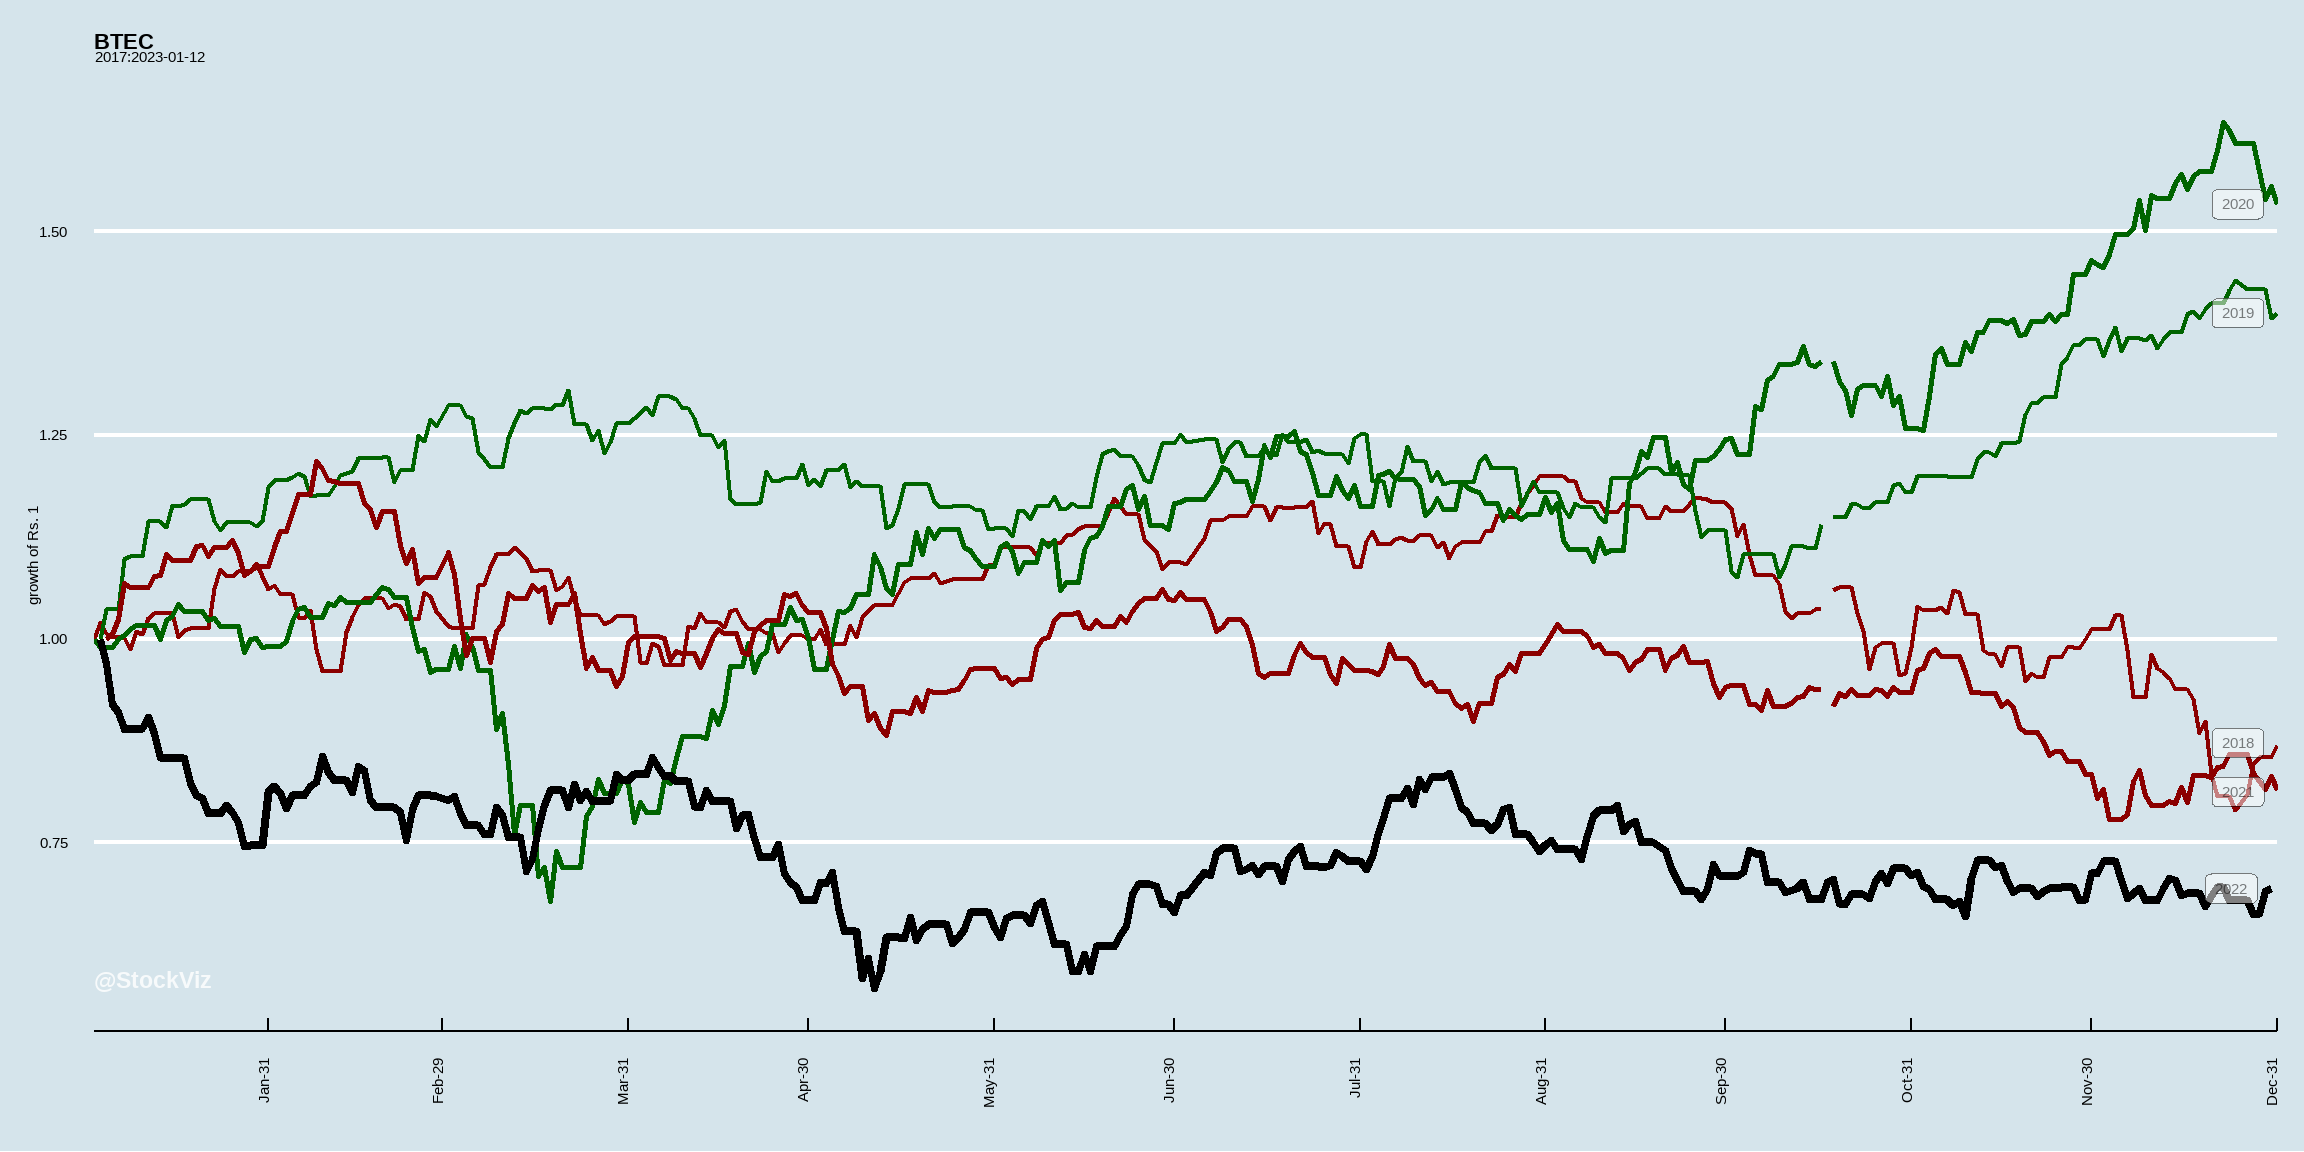 BTEC
2017:2023-01-12
growth of Rs. 1
1.50
1.25
1.00
0.75
2020
2019
2018
2021
2022
@StockViz
Jan-31
Feb-29
Mar-31
Apr-30
May-31
Jun-30
Jul-31
Aug-31
Sep-30
Oct-31
Nov-30
Dec-31